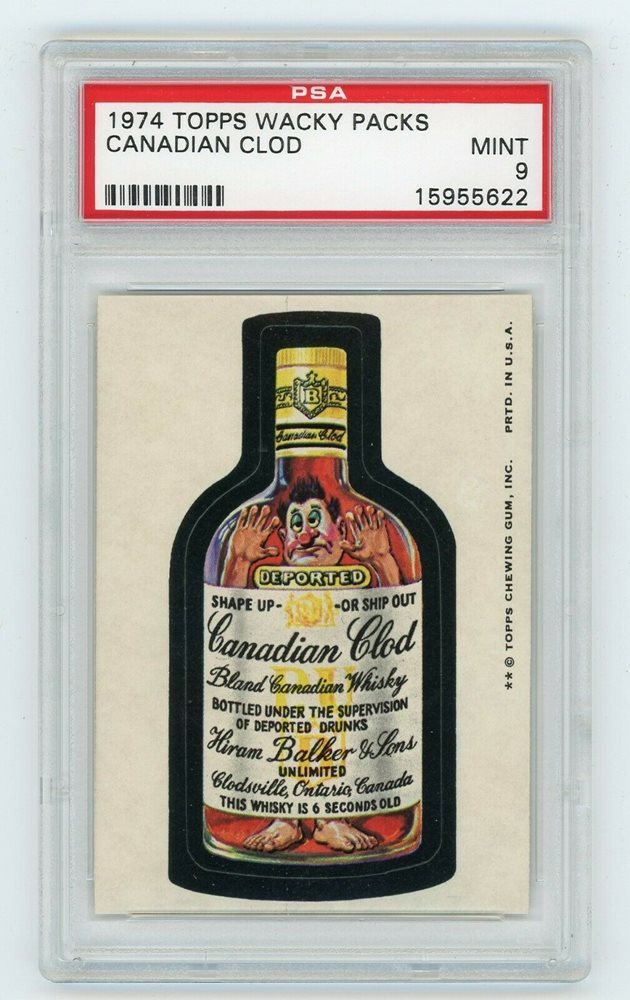 PSA
1974 TOPPS WACKY PACKS
CANADIAN CLOD
MINT
9
15955622
B
Canadian Clod
DEPORTED
SHAPE UP- -OR SHIP OUT
Canadian Clod
Bland Canadian Whisky
BOTTLED UNDER THE SUPERVISION
OF DEPORTED DRUNKS
Hiram Balker & Sons
UNLIMITED
Clodsville, Ontario, Canada
THIS WHISKY IS 6 SECONDS OLD
** © TOPPS CHEWING GUM, INC. PRTD. IN U.S.A.